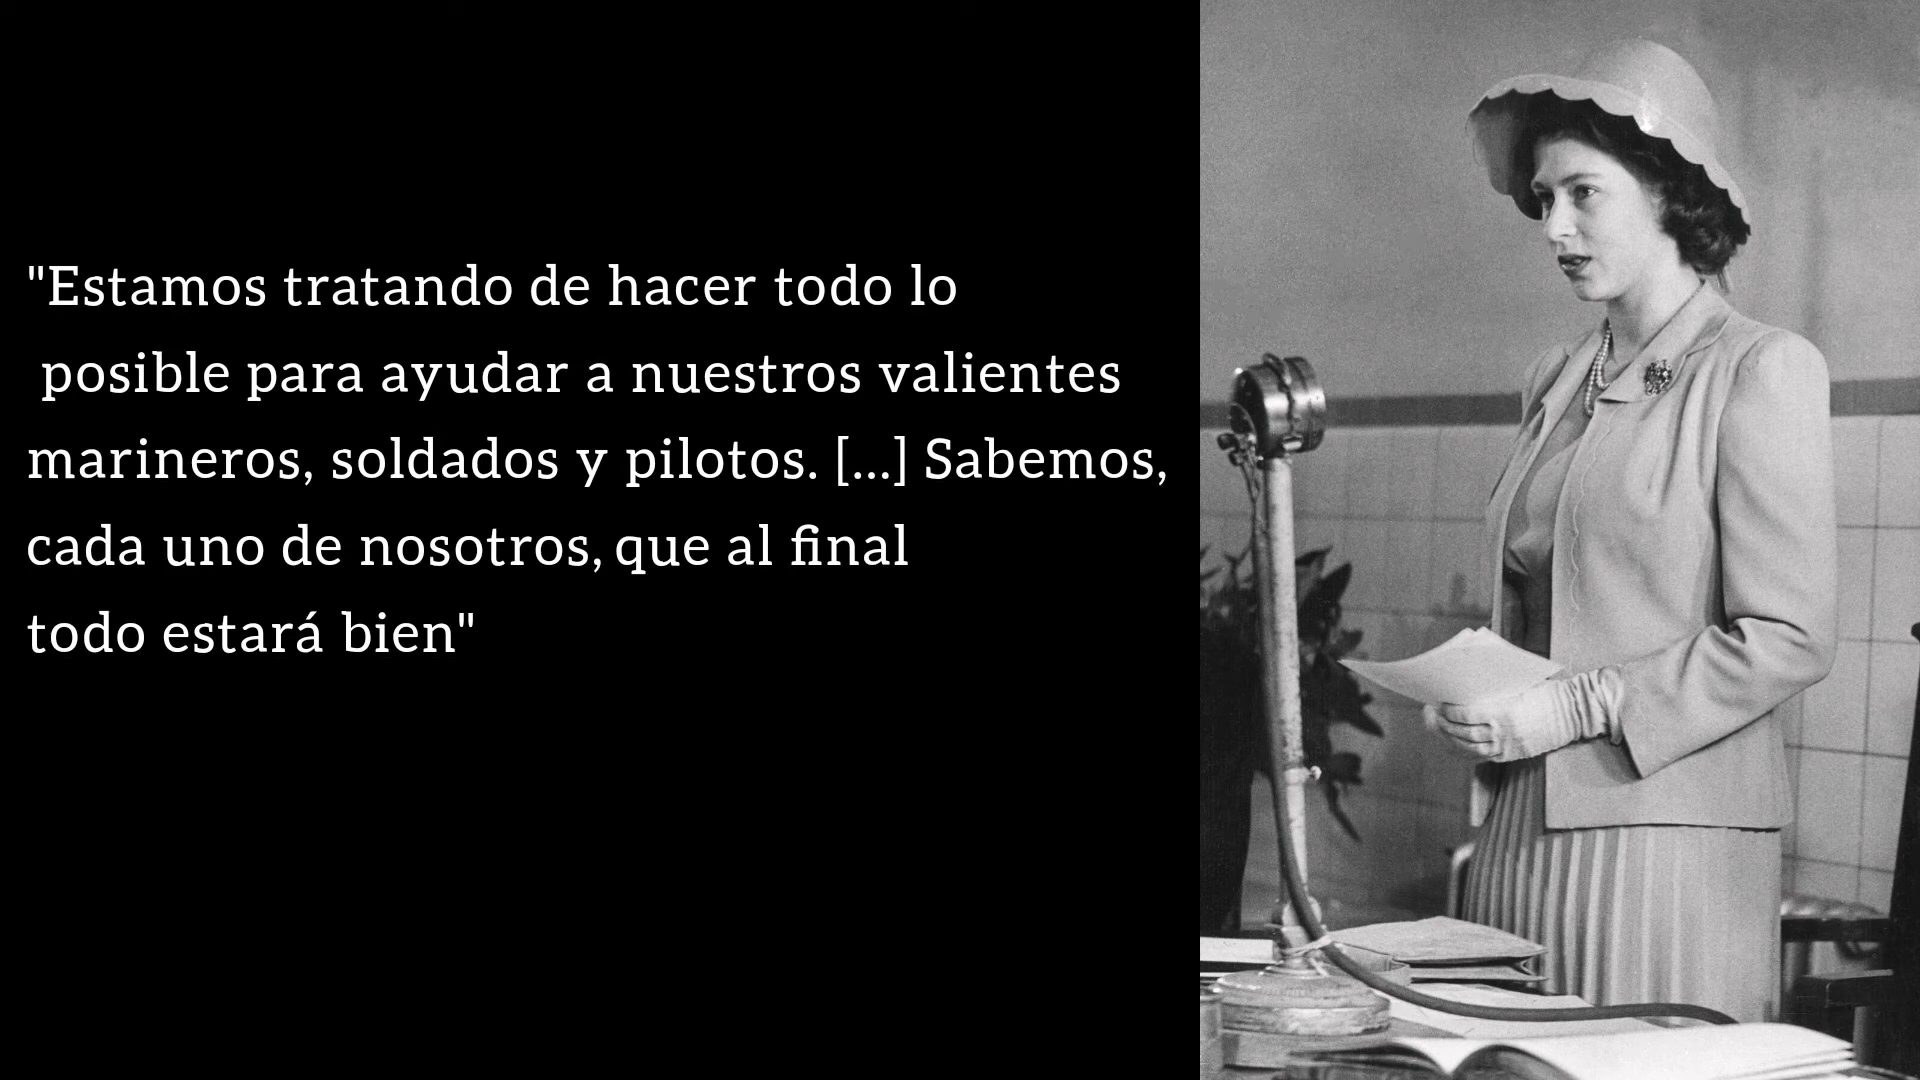 "Estamos tratando de hacer todo lo
posible para ayudar a nuestros valientes
marineros, soldados y pilotos. [...] Sabemos,
cada uno de nosotros, que al final
todo estará bien"